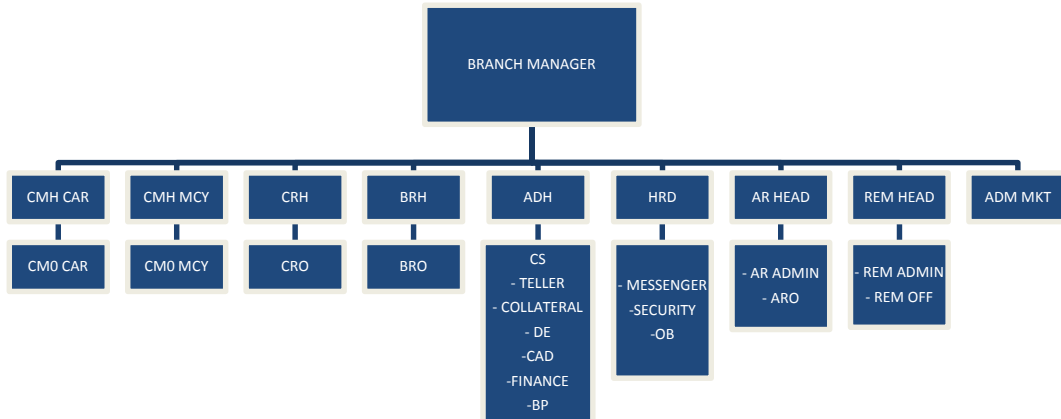 BRANCH MANAGER
CMH CAR
CMH MCY
CRH
BRH
ADH
HRD
AR HEAD
REM HEAD
ADM MKT
CM0 CAR
CM0 MCY
CRO
BRO
CS
- TELLER
- COLLATERAL
- DE
-CAD
-FINANCE
-BP
- MESSENGER
-SECURITY
-OB
- AR ADMIN
- ARO
- REM ADMIN
- REM OFF